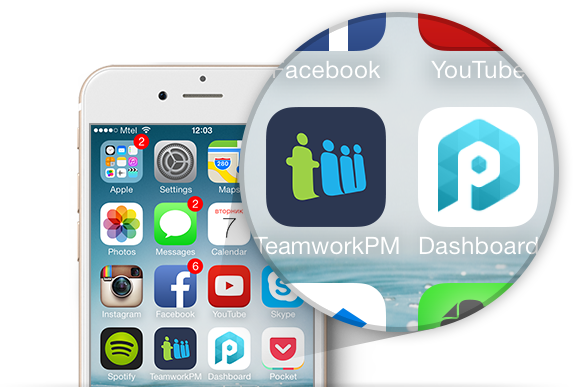 Mtel 12:03
2
Apple Settings Maps
280
2
вторник
7
Photos Messages Calendar
6
Instagram Facebook YouTube Skype
Spotify TeamworkPM Dashboard Pocket
Facebook YouTube
TeamworkPM Dashboard